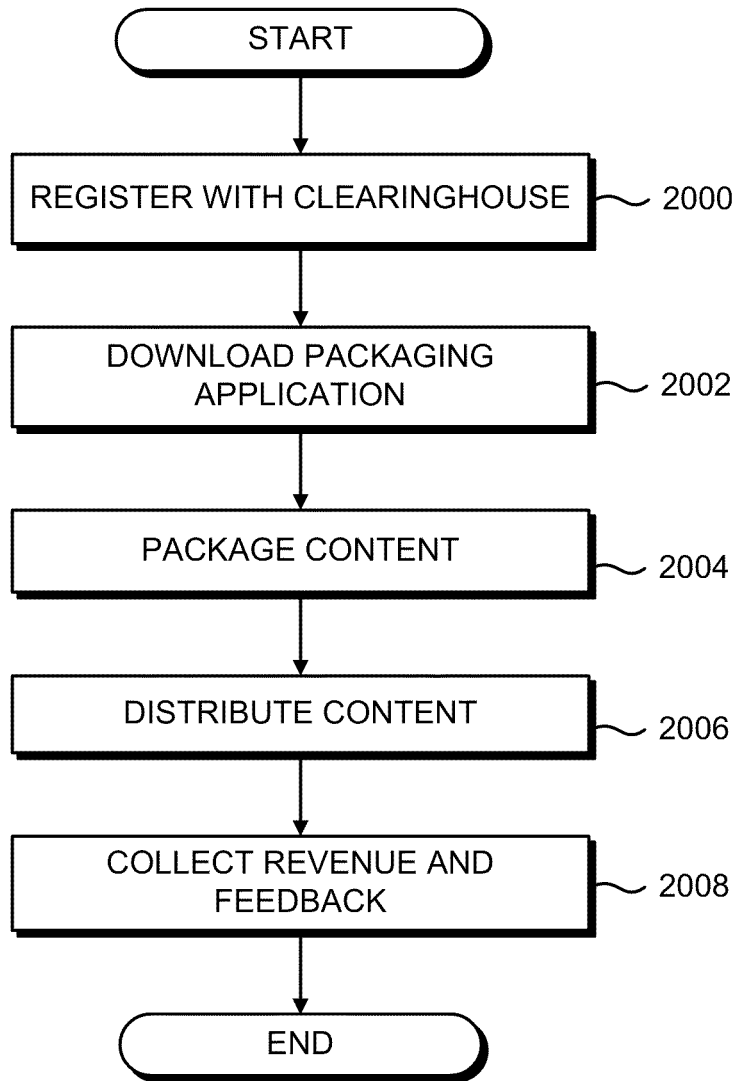 START
REGISTER WITH CLEARINGHOUSE
2000
DOWNLOAD PACKAGING
APPLICATION
2002
PACKAGE CONTENT
2004
DISTRIBUTE CONTENT
2006
COLLECT REVENUE AND
FEEDBACK
2008
END